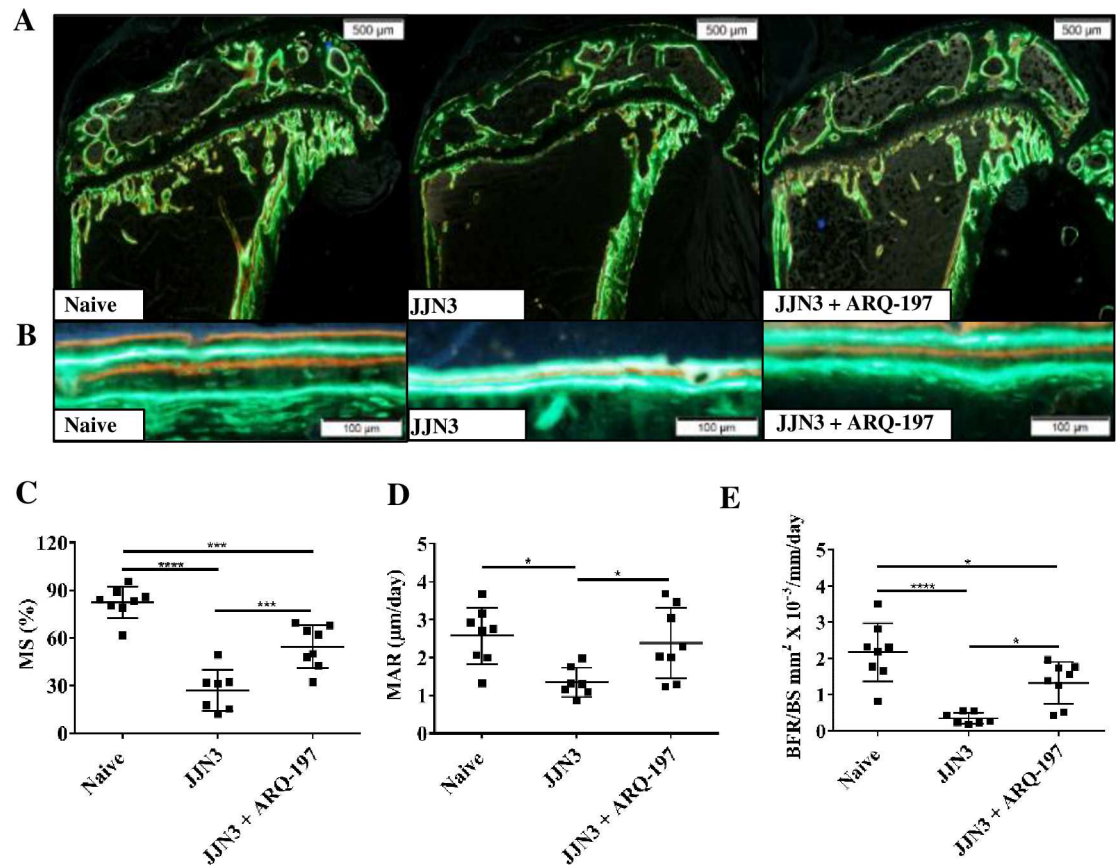 A
500 µm
500 µm
500 µm
Naive
JJN3
JJN3 + ARQ-197
B
Naive
100 µm
JJN3
100 µm
JJN3 + ARQ-197
100 µm
C
MS (%)
120
90
60
30
0
***
****
***
Naive
JJN3
JJN3 + ARQ-197
D
MAR (µm/day)
5
4
3
2
1
0
*
*
Naive
JJN3
JJN3 + ARQ-197
E
BFR/BS mm² X 10⁻³/mm/day
5
4
3
2
1
0
*
****
*
Naive
JJN3
JJN3 + ARQ-197